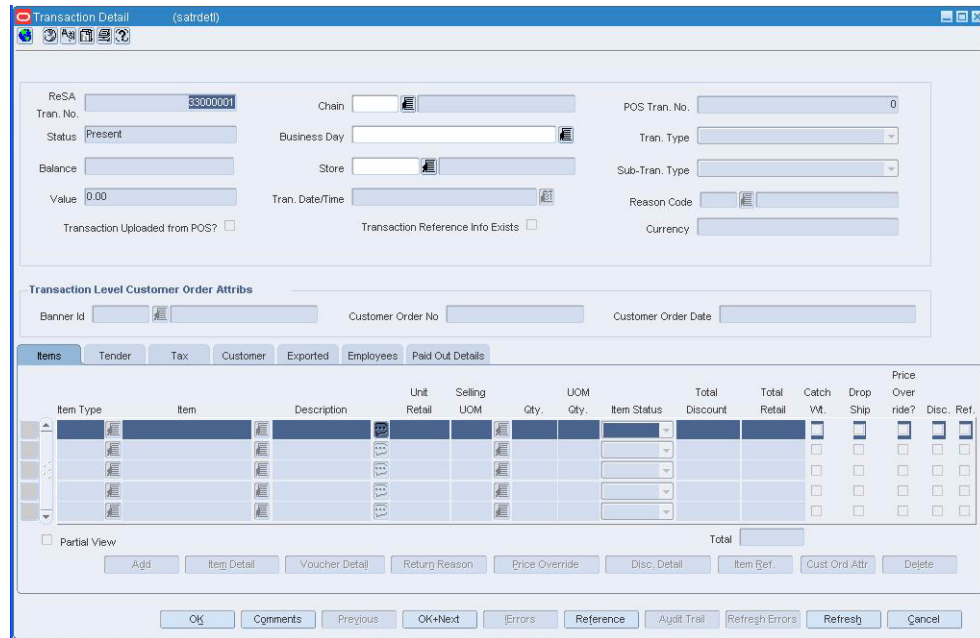 Transaction Detail (satrdetl)
ReSA Tran. No. 33000001 Chain POS Tran. No. 0
Status Present Business Day Tran. Type
Balance Store Sub-Tran. Type
Value 0.00 Tran. Date/Time Reason Code
Transaction Uploaded from POS? Transaction Reference Info Exists Currency
Transaction Level Customer Order Attribs
Banner Id Customer Order No Customer Order Date
Items Tender Tax Customer Exported Employees Paid Out Details
Item Type Item Description Unit Retail Selling UOM Qty. UOM Qty. Item Status Total Discount Total Retail Catch Wt. Drop Ship Price Over ride? Disc. Ref.
Partial View Total
Add Item Detail Voucher Detail Return Reason Price Override Disc. Detail Item Ref. Cust Ord Attr Delete
OK Comments Previous OK+Next !Errors Reference Audit Trail Refresh Errors Refresh Cancel